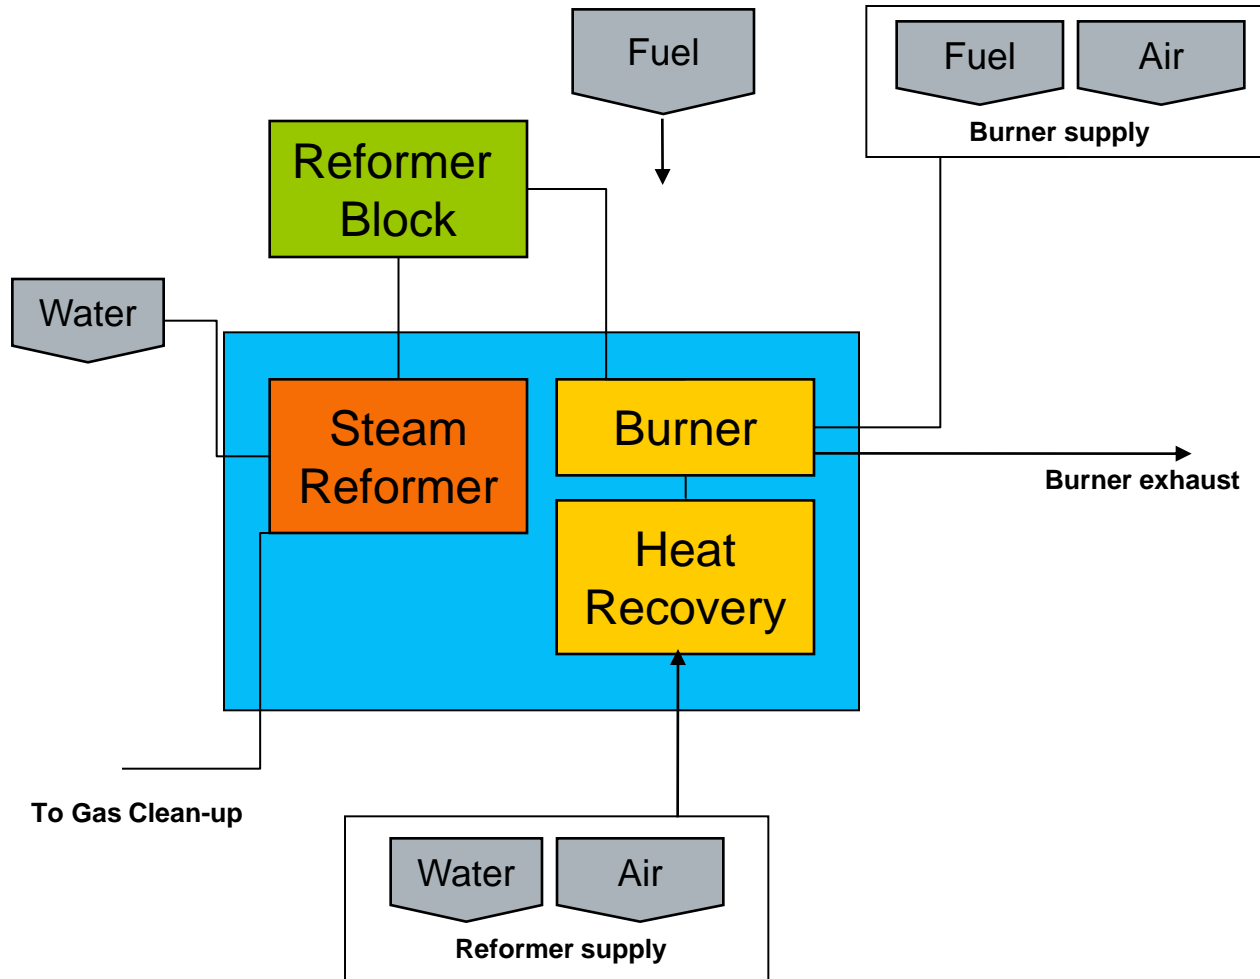 Fuel
Fuel
Air
Burner supply
Reformer
Block
Water
Steam
Reformer
Burner
Burner exhaust
Heat
Recovery
To Gas Clean-up
Water
Air
Reformer supply